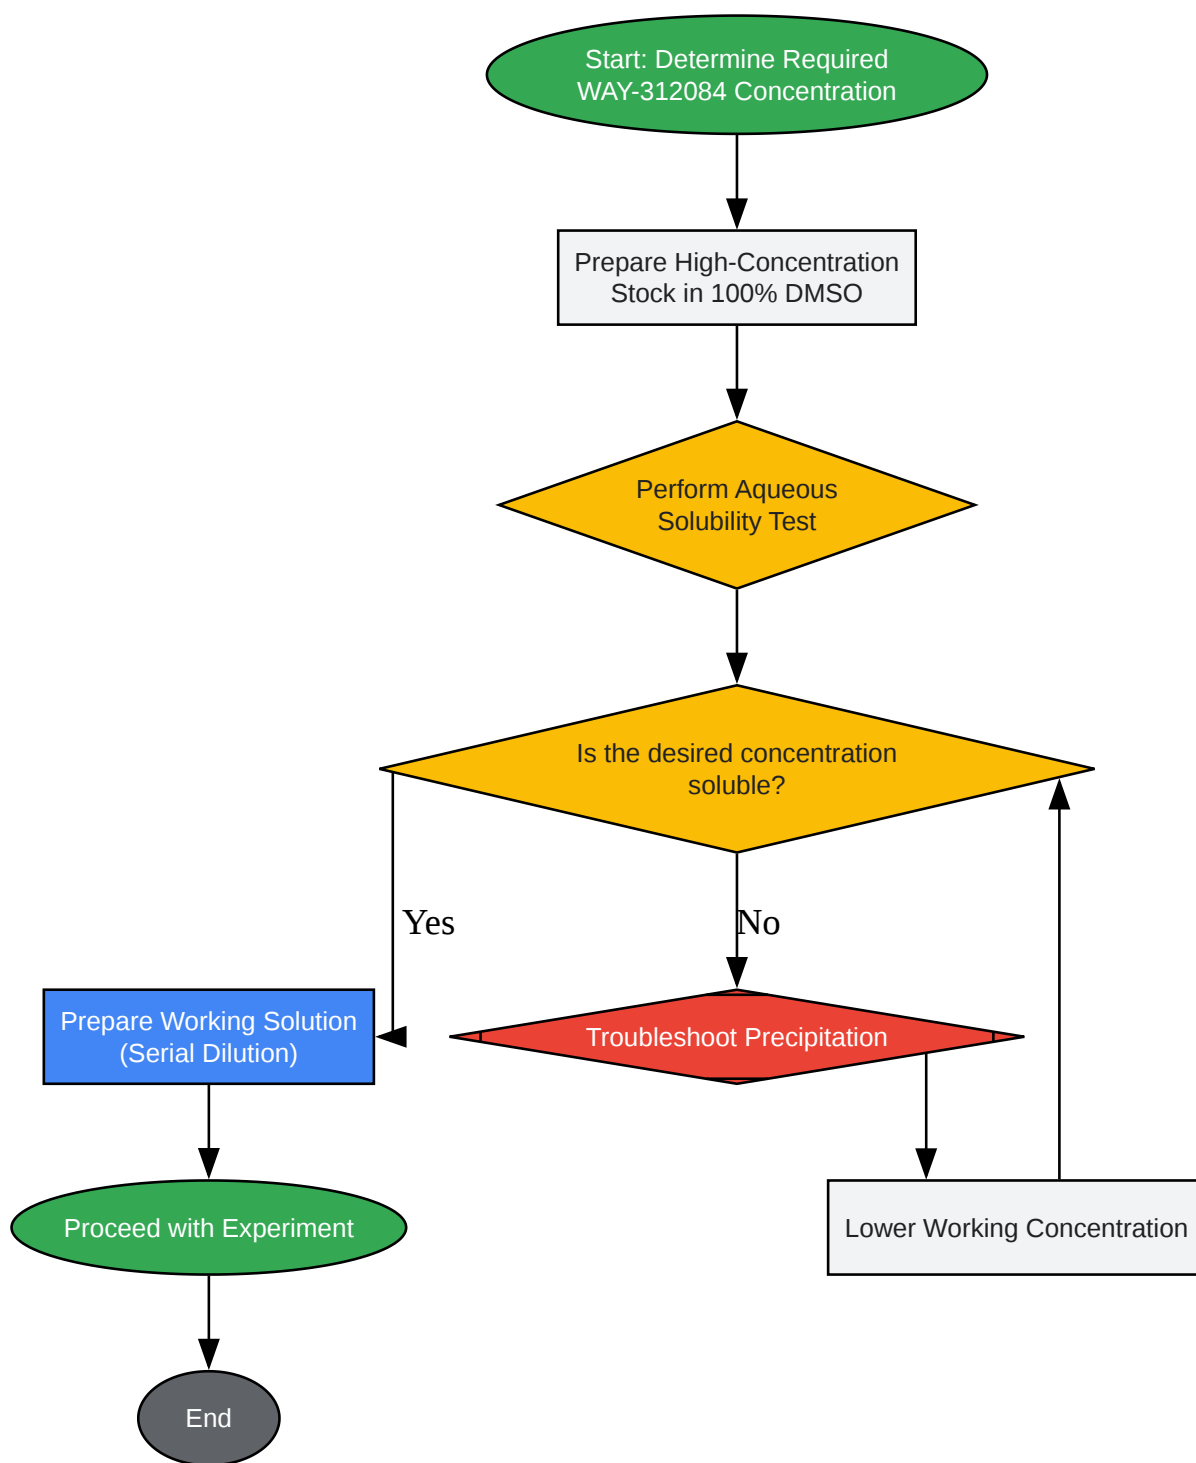 Start: Determine Required
WAY-312084 Concentration
Prepare High-Concentration
Stock in 100% DMSO
Perform Aqueous
Solubility Test
Is the desired concentration
soluble?
Yes
No
Prepare Working Solution
(Serial Dilution)
Troubleshoot Precipitation
Proceed with Experiment
Lower Working Concentration
End